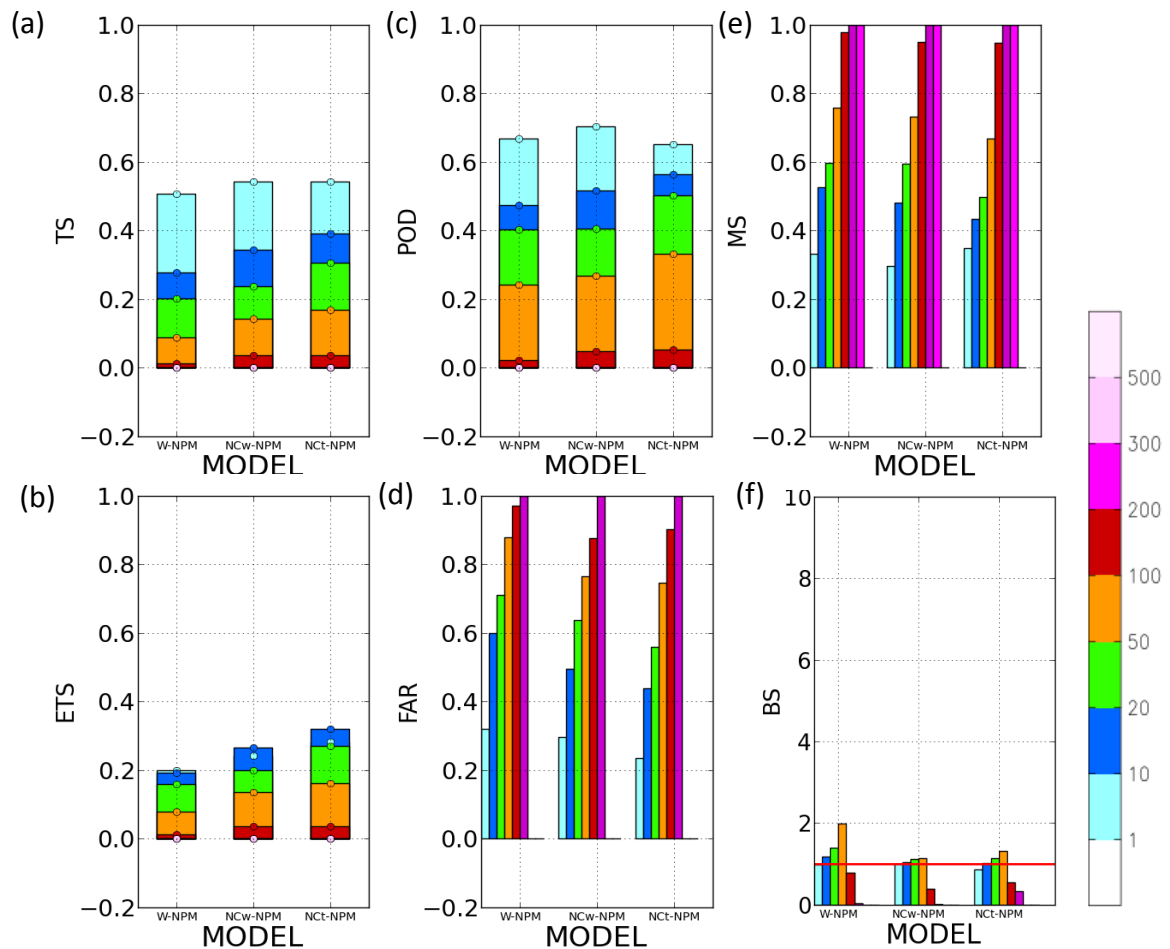 (a)
1.0
0.8
0.6
0.4
0.2
0.0
−0.2
TS
W-NPM NCw-NPM NCt-NPM
MODEL
(c)
1.0
0.8
0.6
0.4
0.2
0.0
−0.2
POD
W-NPM NCw-NPM NCt-NPM
MODEL
(e)
1.0
0.8
0.6
0.4
0.2
0.0
−0.2
MS
W-NPM NCw-NPM NCt-NPM
MODEL
(b)
1.0
0.8
0.6
0.4
0.2
0.0
−0.2
ETS
W-NPM NCw-NPM NCt-NPM
MODEL
(d)
1.0
0.8
0.6
0.4
0.2
0.0
−0.2
FAR
W-NPM NCw-NPM NCt-NPM
MODEL
(f)
10
8
6
4
2
0
BS
W-NPM NCw-NPM NCt-NPM
MODEL
500
300
200
100
50
20
10
1